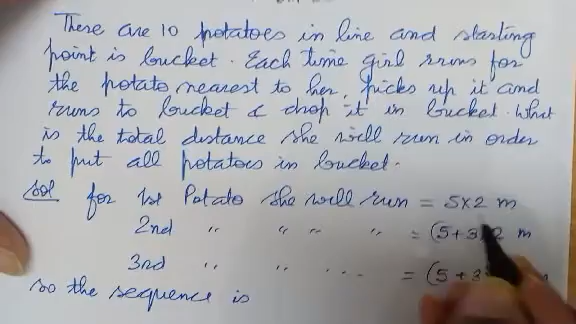 There are 10 potatoes in line and starting
point is bucket. Each time girl runs for
the potato nearest to her, picks up it and
runs to bucket & drop it in bucket. What
is the total distance she will run in order
to put all potatoes in bucket.
Sol for 1st Potato she will run = 5×2 m
2nd " " " " = (5+3)2 m
3rd " " ... = (5+3
so the sequence is